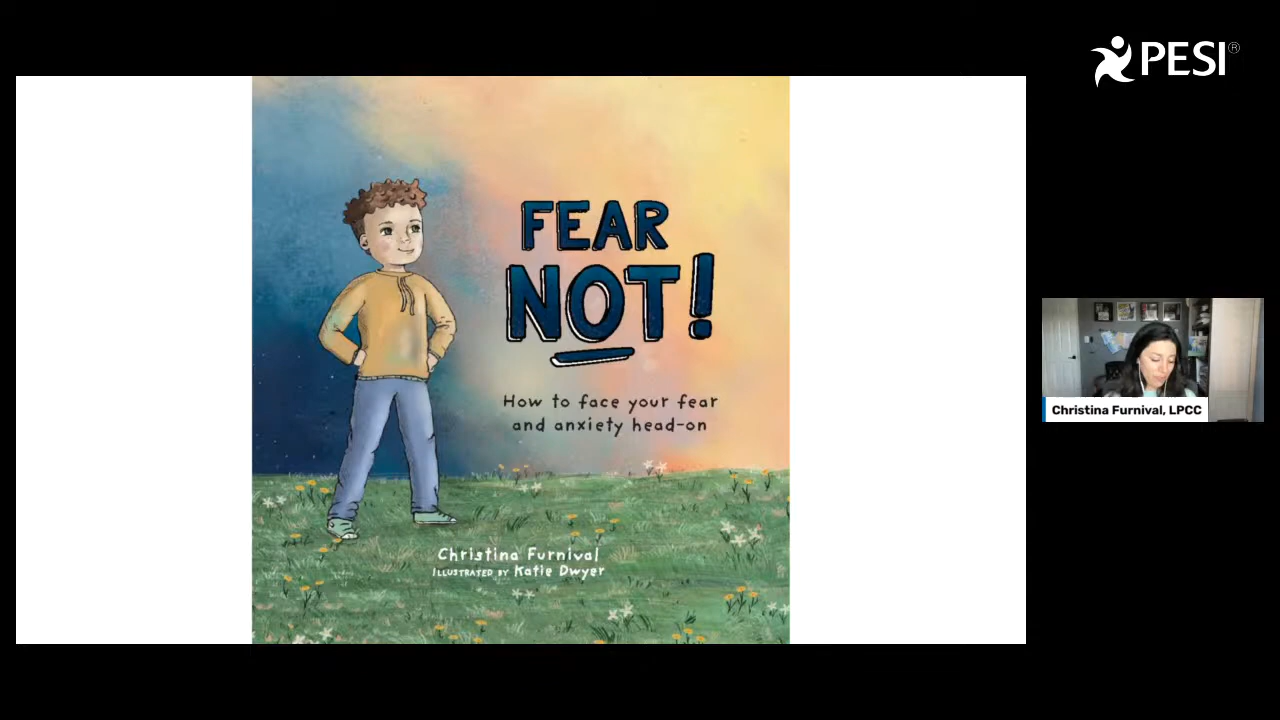 FEAR
NOT!
How to face your fear
and anxiety head-on
Christina Furnival
ILLUSTRATED BY Katie Dwyer
PESI®
Christina Furnival, LPCC